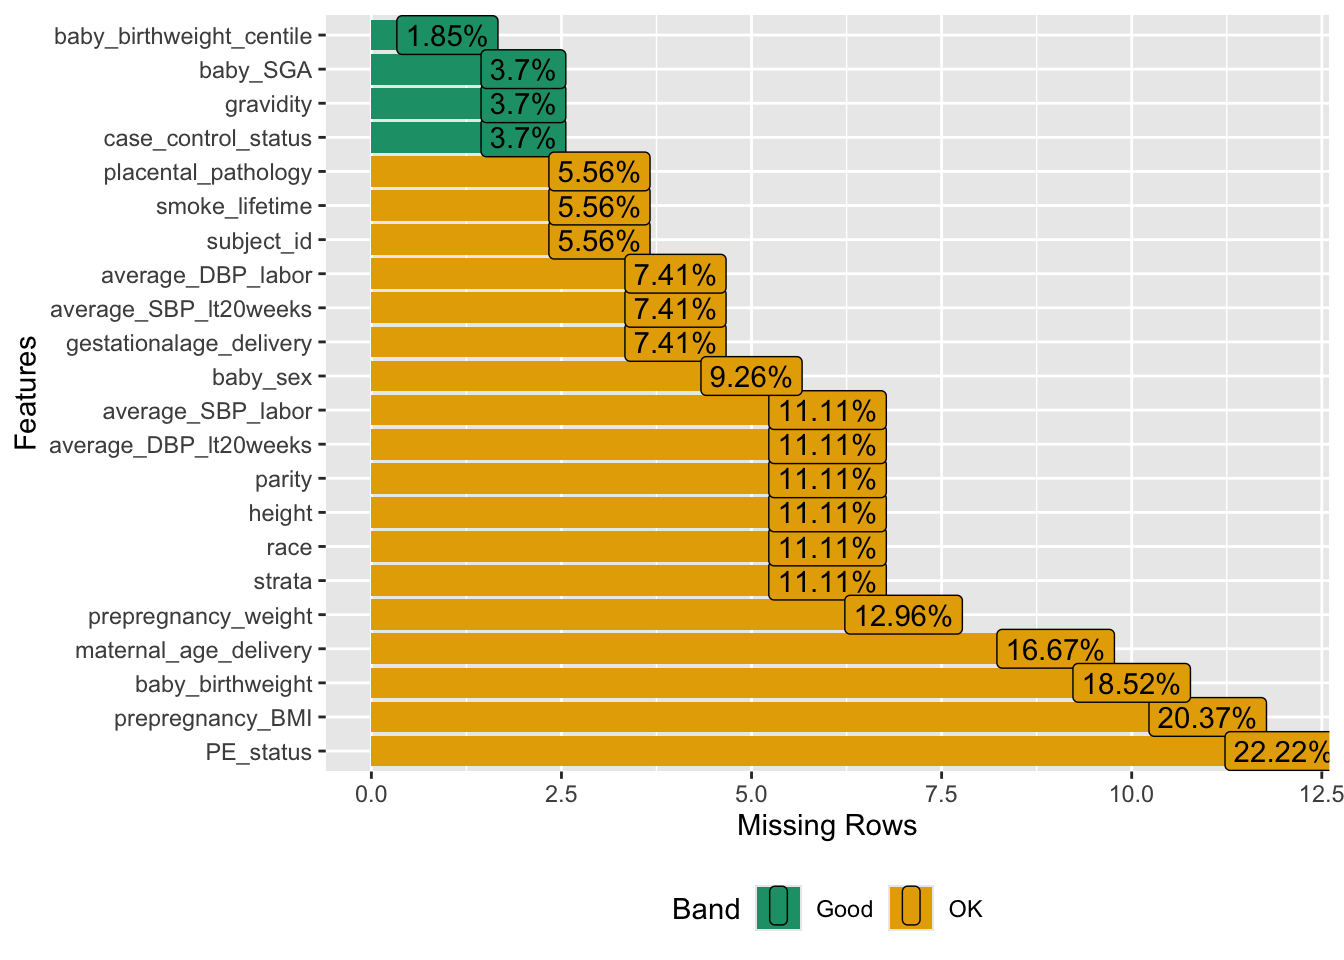 baby_birthweight_centile 1.85%
baby_SGA 3.7%
gravidity 3.7%
case_control_status 3.7%
placental_pathology 5.56%
smoke_lifetime 5.56%
subject_id 5.56%
average_DBP_labor 7.41%
average_SBP_lt20weeks 7.41%
gestationalage_delivery 7.41%
baby_sex 9.26%
average_SBP_labor 11.11%
average_DBP_lt20weeks 11.11%
parity 11.11%
height 11.11%
race 11.11%
strata 11.11%
prepregnancy_weight 12.96%
maternal_age_delivery 16.67%
baby_birthweight 18.52%
prepregnancy_BMI 20.37%
PE_status 22.22%
Features
0.0 2.5 5.0 7.5 10.0 12.5
Missing Rows
Band Good OK